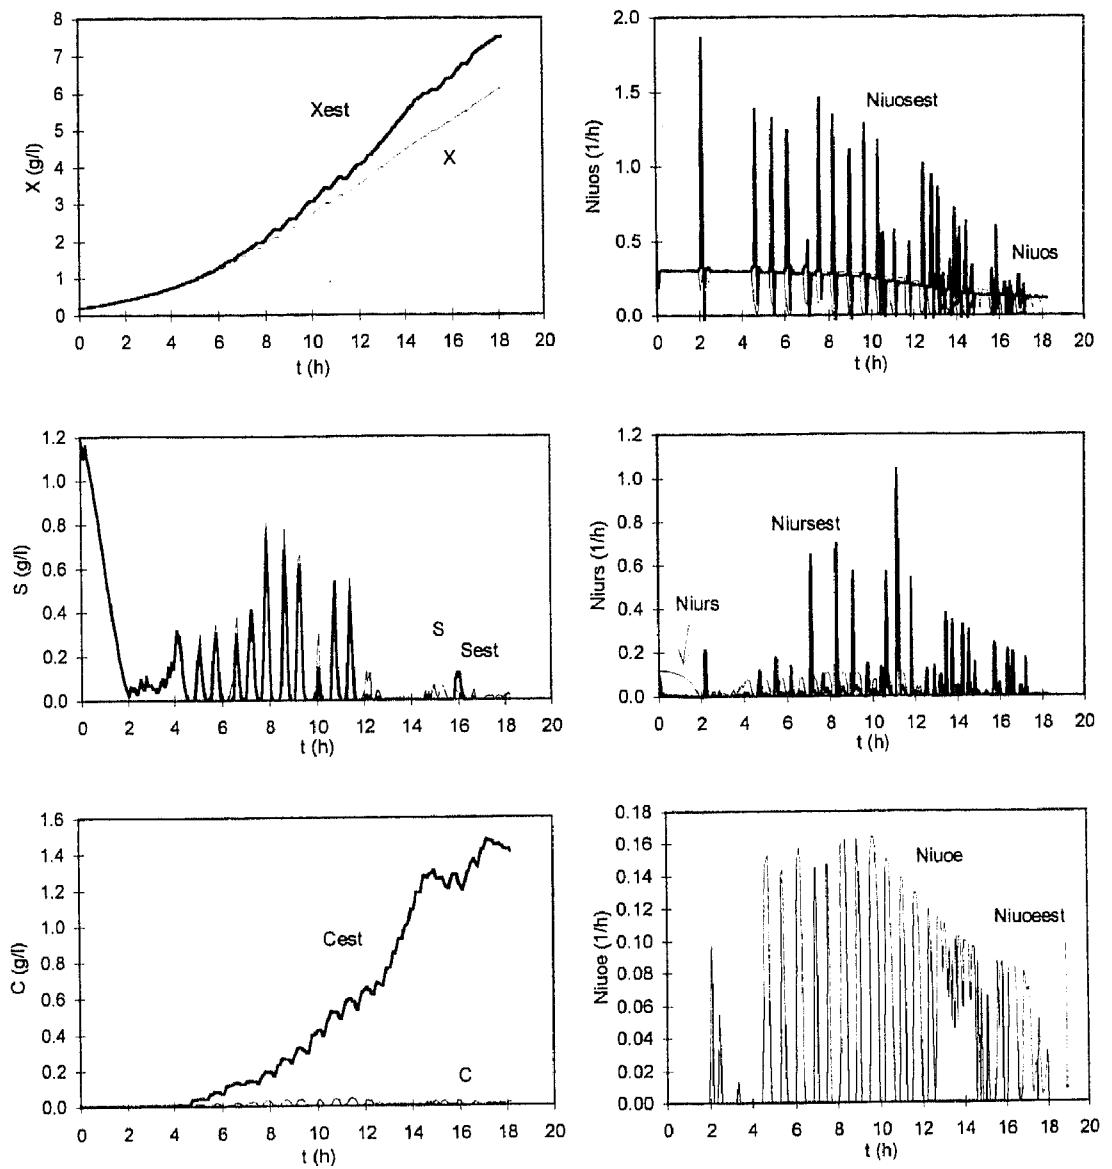 8
7
6
5
4
3
2
1
0
X (g/l)
Xest
X
0 2 4 6 8 10 12 14 16 18 20
t (h)
2.0
1.5
1.0
0.5
0.0
Niuos (1/h)
Niuosest
Niuos
0 2 4 6 8 10 12 14 16 18 20
t (h)
1.2
1.0
0.8
0.6
0.4
0.2
0.0
S (g/l)
S
Sest
0 2 4 6 8 10 12 14 16 18 20
t (h)
1.2
1.0
0.8
0.6
0.4
0.2
0.0
Niurs (1/h)
Niursest
Niurs
0 2 4 6 8 10 12 14 16 18 20
t (h)
1.6
1.4
1.2
1.0
0.8
0.6
0.4
0.2
0.0
C (g/l)
Cest
C
0 2 4 6 8 10 12 14 16 18 20
t (h)
0.18
0.16
0.14
0.12
0.10
0.08
0.06
0.04
0.02
0.00
Niuoe (1/h)
Niuoe
Niuoeest
0 2 4 6 8 10 12 14 16 18 20
t (h)